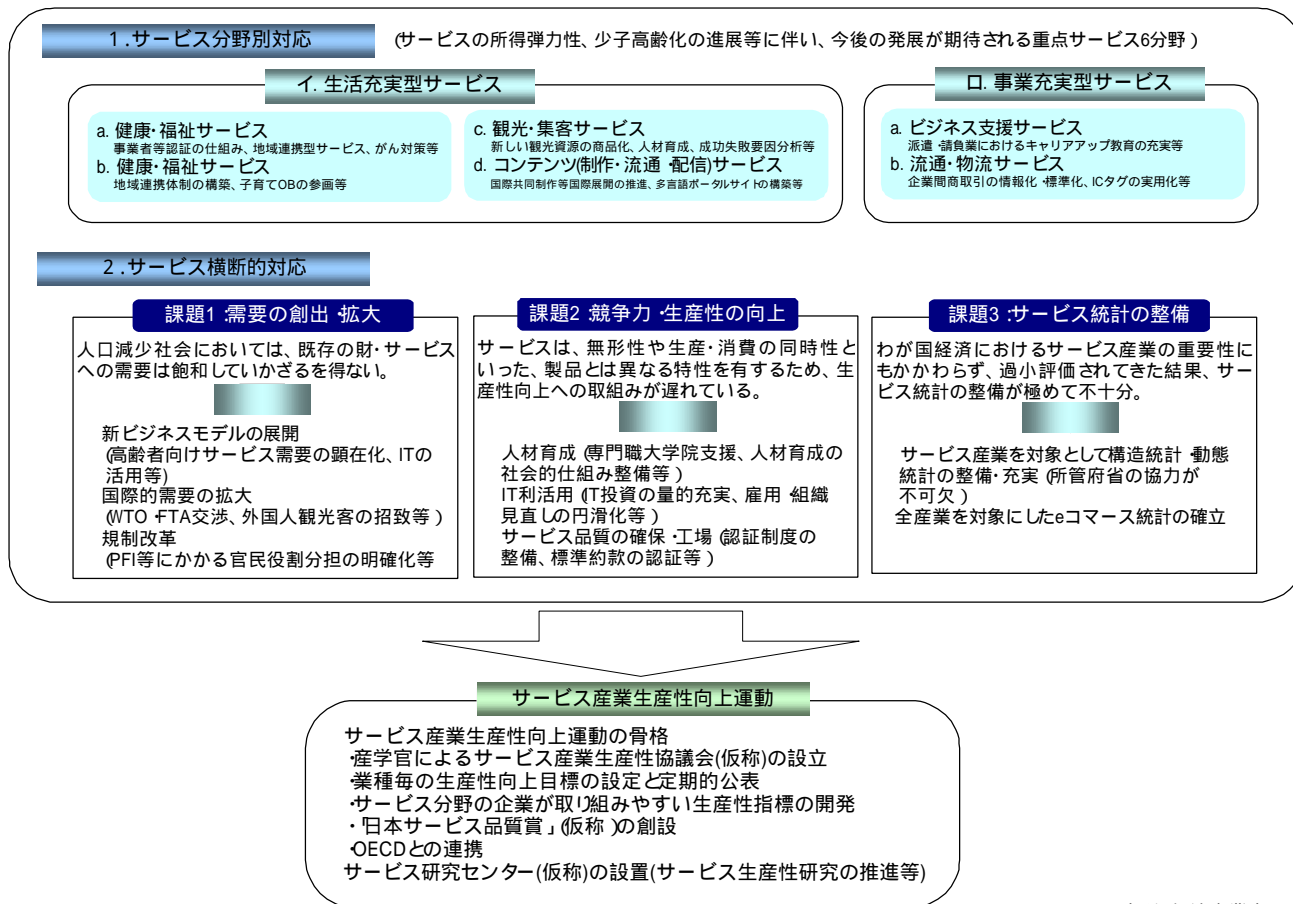 1.サービス分野別対応
(サービスの所得弾力性、少子高齢化の進展等に伴い、今後の発展が期待される重点サービス6分野)
イ.生活充実型サービス
a. 健康・福祉サービス
事業者等認証の仕組み、地域連携型サービス、がん対策等
b. 健康・福祉サービス
地域連携体制の構築、子育てOBの参画等
c. 観光・集客サービス
新しい観光資源の商品化、人材育成、成功失敗要因分析等
d. コンテンツ(制作・流通・配信)サービス
国際共同制作等国際展開の推進、多言語ポータルサイトの構築等
ロ.事業充実型サービス
a. ビジネス支援サービス
派遣・請負業におけるキャリアアップ教育の充実等
b. 流通・物流サービス
企業間商取引の情報化・標準化、ICタグの実用化等
2.サービス横断的対応
課題1:需要の創出・拡大
人口減少社会においては、既存の財・サービス
への需要は飽和していかざるを得ない。
新ビジネスモデルの展開
(高齢者向けサービス需要の顕在化、ITの
活用等)
国際的需要の拡大
(WTO・FTA交渉、外国人観光客の招致等)
規制改革
(PFI等にかかる官民役割分担の明確化等
課題2:競争力・生産性の向上
サービスは、無形性や生産・消費の同時性と
いった、製品とは異なる特性を有するため、生
産性向上への取組みが遅れている。
人材育成(専門職大学院支援、人材育成の
社会的仕組み整備等)
IT利活用(IT投資の量的充実、雇用・組織
見直しの円滑化等)
サービス品質の確保・工場(認証制度の
整備、標準約款の認証等)
課題3:サービス統計の整備
わが国経済におけるサービス産業の重要性に
もかかわらず、過小評価されてきた結果、サー
ビス統計の整備が極めて不十分。
サービス産業を対象として構造統計・動態
統計の整備・充実(所管府省の協力が
不可欠)
全産業を対象にしたeコマース統計の確立
サービス産業生産性向上運動
サービス産業生産性向上運動の骨格
・産学官によるサービス産業生産性協議会(仮称)の設立
・業種毎の生産性向上目標の設定と定期的公表
・サービス分野の企業が取り組みやすい生産性指標の開発
・「日本サービス品質賞」(仮称)の創設
・OECDとの連携
サービス研究センター(仮称)の設置(サービス生産性研究の推進等)